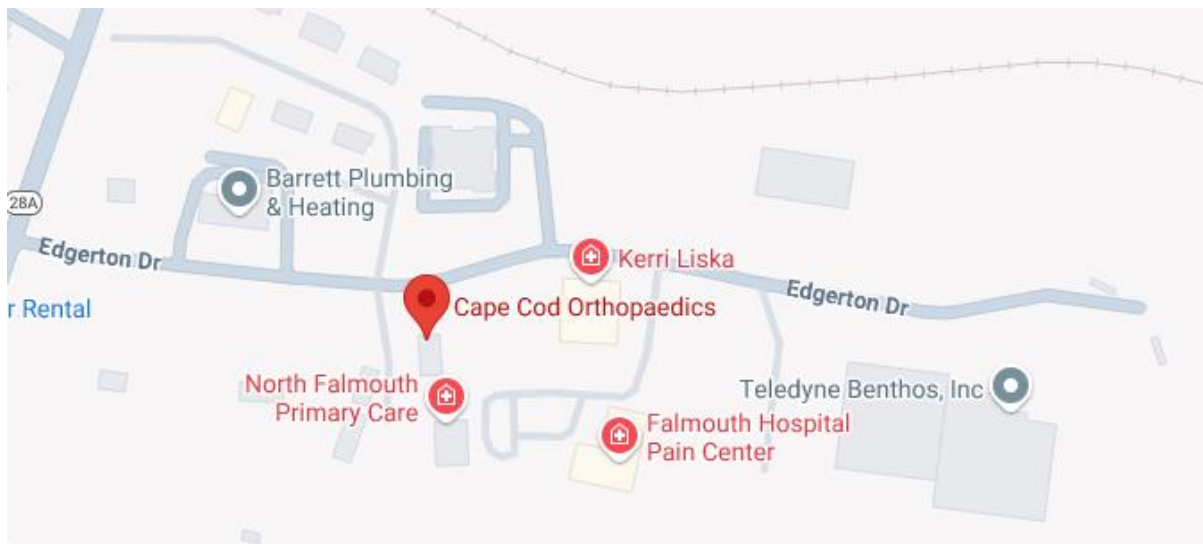 Barrett Plumbing
& Heating
28A
Edgerton Dr
Kerri Liska
Edgerton Dr
r Rental
Cape Cod Orthopaedics
North Falmouth
Primary Care
Teledyne Benthos, Inc
Falmouth Hospital
Pain Center